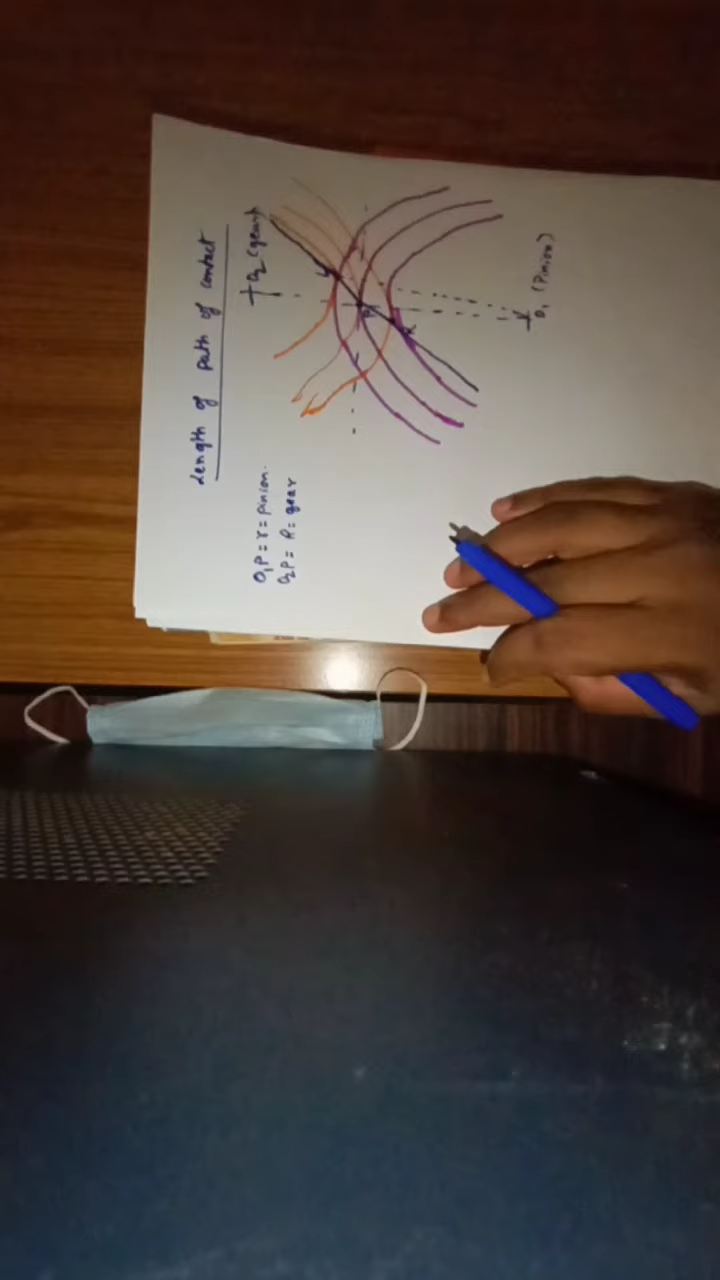 Length of path of contact
O2 (gear)
L
P
K
O1 (Pinion)
O1P = r = pinion.
O2P = R = gear